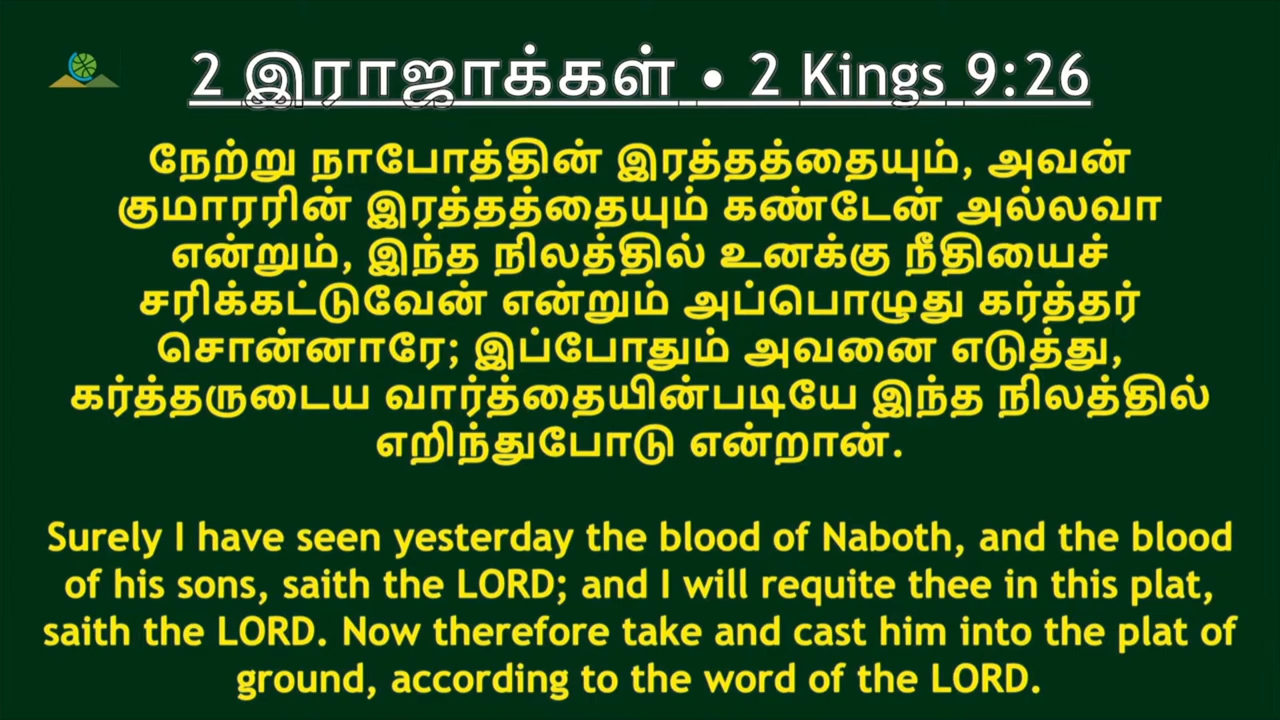 2 இராஜாக்கள் • 2 Kings 9:26
நேற்று நாபோத்தின் இரத்தத்தையும், அவன்
குமாரரின் இரத்தத்தையும் கண்டேன் அல்லவா
என்றும், இந்த நிலத்தில் உனக்கு நீதியைச்
சரிக்கட்டுவேன் என்றும் அப்பொழுது கர்த்தர்
சொன்னாரே; இப்போதும் அவனை எடுத்து,
கர்த்தருடைய வார்த்தையின்படியே இந்த நிலத்தில்
எறிந்துபோடு என்றான்.
Surely I have seen yesterday the blood of Naboth, and the blood
of his sons, saith the LORD; and I will requite thee in this plat,
saith the LORD. Now therefore take and cast him into the plat of
ground, according to the word of the LORD.